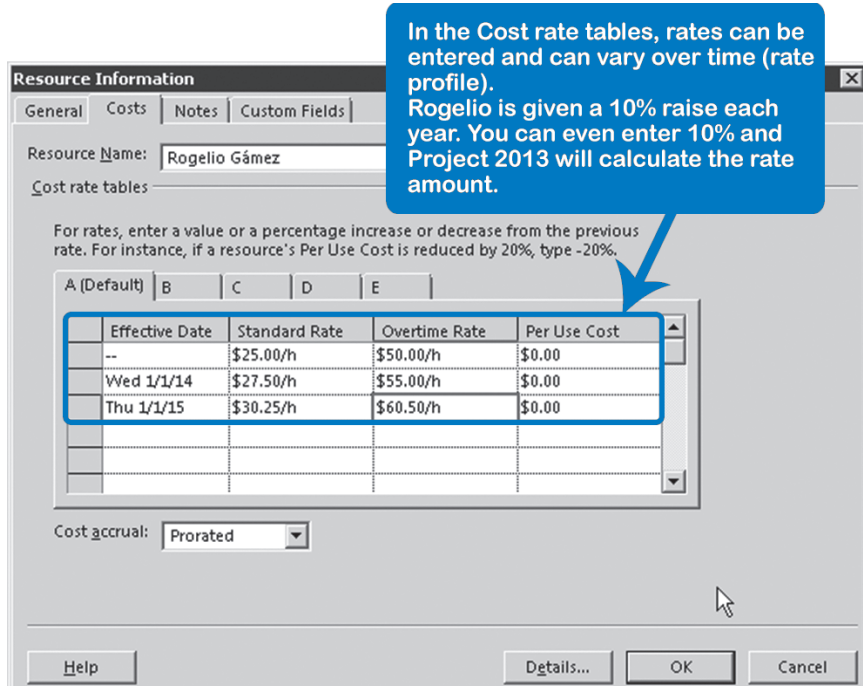 In the Cost rate tables, rates can be
entered and can vary over time (rate
profile).
Rogelio is given a 10% raise each
year. You can even enter 10% and
Project 2013 will calculate the rate
amount.
Resource Information
General Costs Notes Custom Fields
Resource Name: Rogelio Gámez
Cost rate tables
For rates, enter a value or a percentage increase or decrease from the previous
rate. For instance, if a resource's Per Use Cost is reduced by 20%, type -20%.
A (Default) B C D E
Effective Date Standard Rate Overtime Rate Per Use Cost
-- $25.00/h $50.00/h $0.00
Wed 1/1/14 $27.50/h $55.00/h $0.00
Thu 1/1/15 $30.25/h $60.50/h $0.00
Cost accrual: Prorated
Help Details... OK Cancel